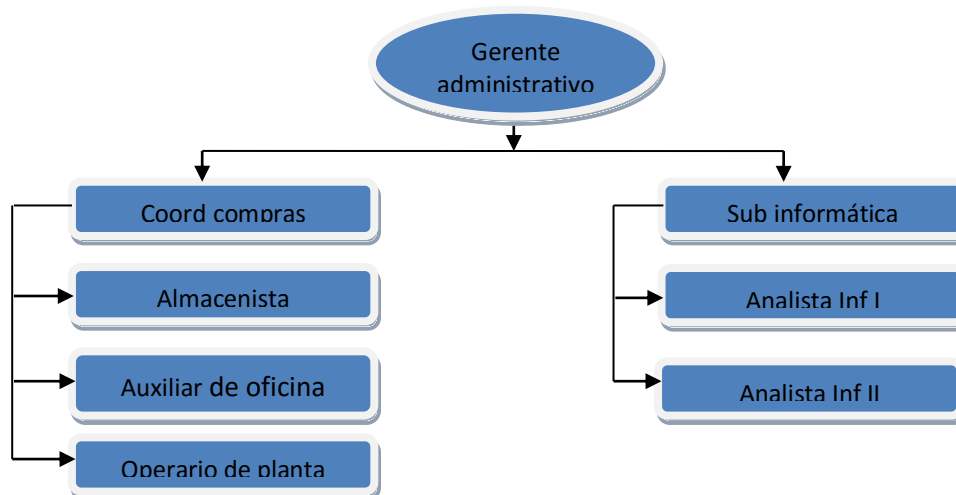 Gerente
administrativo
Coord compras
Sub informática
Almacenista
Analista Inf I
Auxiliar de oficina
Analista Inf II
Operario de planta